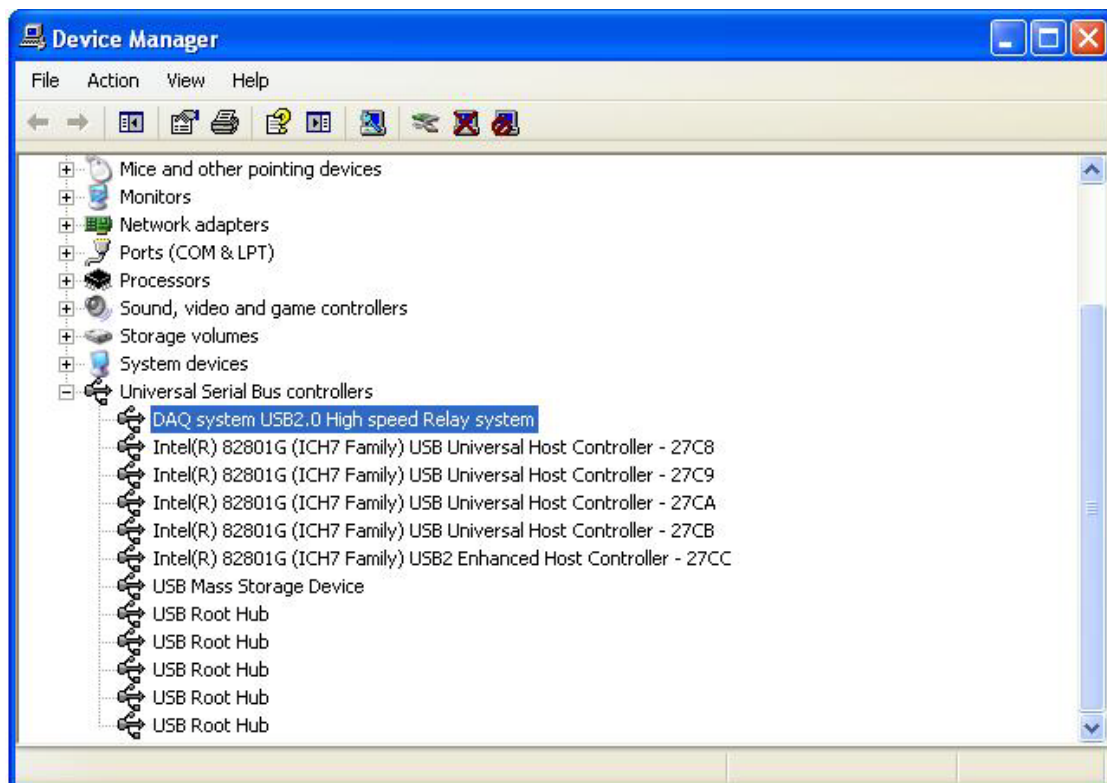 Device Manager
File Action View Help
Mice and other pointing devices
Monitors
Network adapters
Ports (COM & LPT)
Processors
Sound, video and game controllers
Storage volumes
System devices
Universal Serial Bus controllers
DAQ system USB2.0 High speed Relay system
Intel(R) 82801G (ICH7 Family) USB Universal Host Controller - 27C8
Intel(R) 82801G (ICH7 Family) USB Universal Host Controller - 27C9
Intel(R) 82801G (ICH7 Family) USB Universal Host Controller - 27CA
Intel(R) 82801G (ICH7 Family) USB Universal Host Controller - 27CB
Intel(R) 82801G (ICH7 Family) USB2 Enhanced Host Controller - 27CC
USB Mass Storage Device
USB Root Hub
USB Root Hub
USB Root Hub
USB Root Hub
USB Root Hub